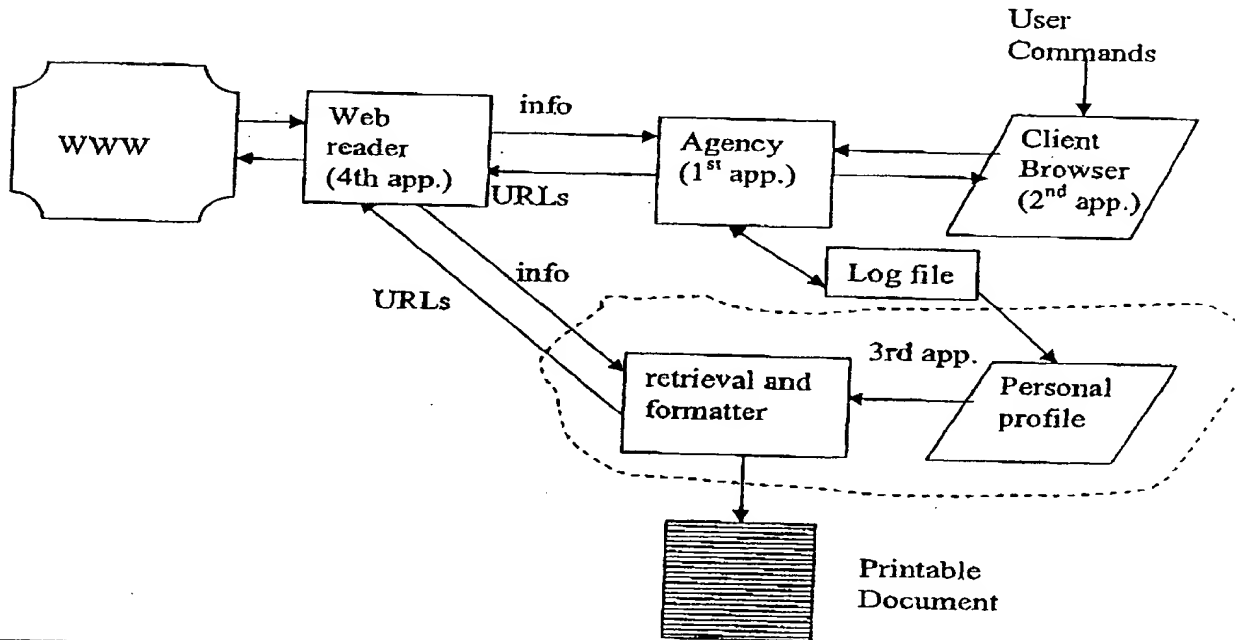 User
Commands
WWW
Web
reader
(4th app.)
info
URLs
Agency
(1st app.)
Client
Browser
(2nd app.)
Log file
info
URLs
3rd app.
retrieval and
formatter
Personal
profile
Printable
Document